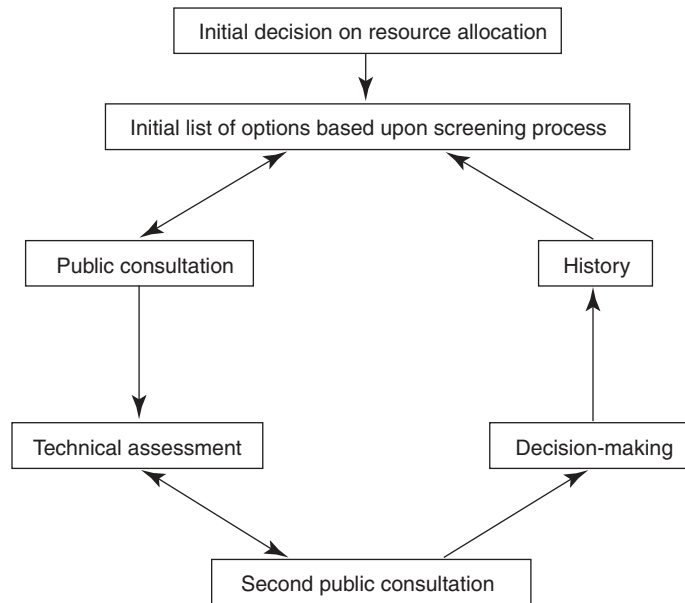 Initial decision on resource allocation
Initial list of options based upon screening process
Public consultation
History
Technical assessment
Decision-making
Second public consultation